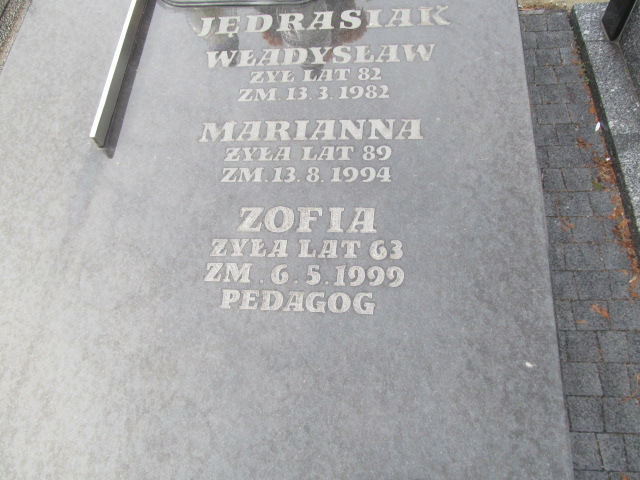 JĘDRASIAK
WŁADYSŁAW
ŻYŁ LAT 82
ZM. 13. 3. 1982
MARIANNA
ŻYŁA LAT 89
ZM. 13. 8. 1994
ZOFIA
ŻYŁA LAT 63
ZM. 6. 5. 1999
PEDAGOG